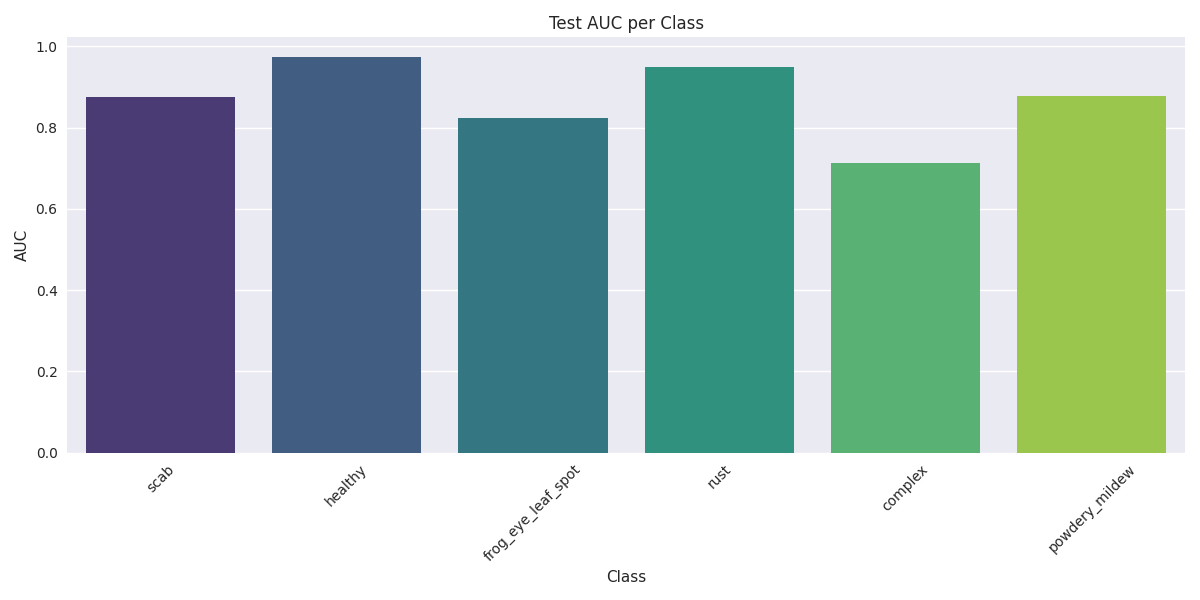 Test AUC per Class
1.0
0.8
0.6
0.4
0.2
0.0
AUC
scab
healthy
frog_eye_leaf_spot
rust
complex
powdery_mildew
Class